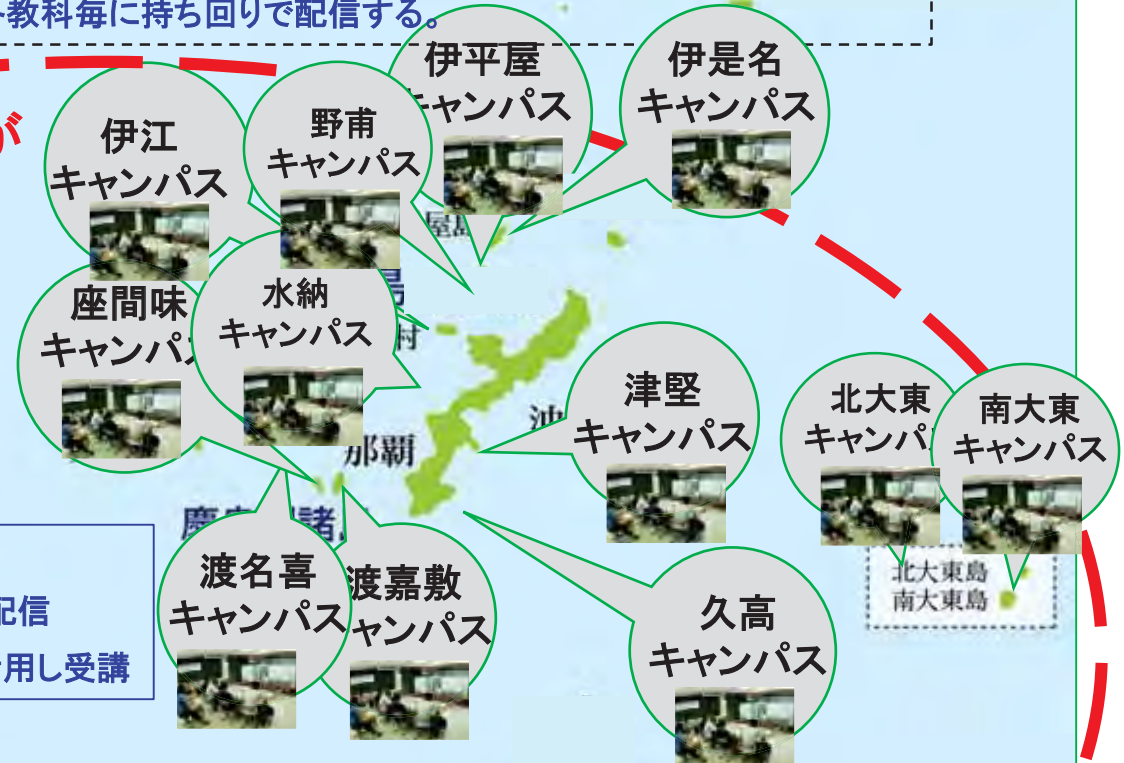 教科毎に持ち回りで配信する。
が
伊平屋
キャンパス
伊是名
キャンパス
伊江
キャンパス
野甫
キャンパス
座間味
キャンパス
水納
キャンパス
島
村
津堅
キャンパス
北大東
キャンパス
南大東
キャンパス
那覇
沖
諸
渡名喜
キャンパス
渡嘉敷
キャンパス
久高
キャンパス
北大東島
南大東島
配信
用し受講